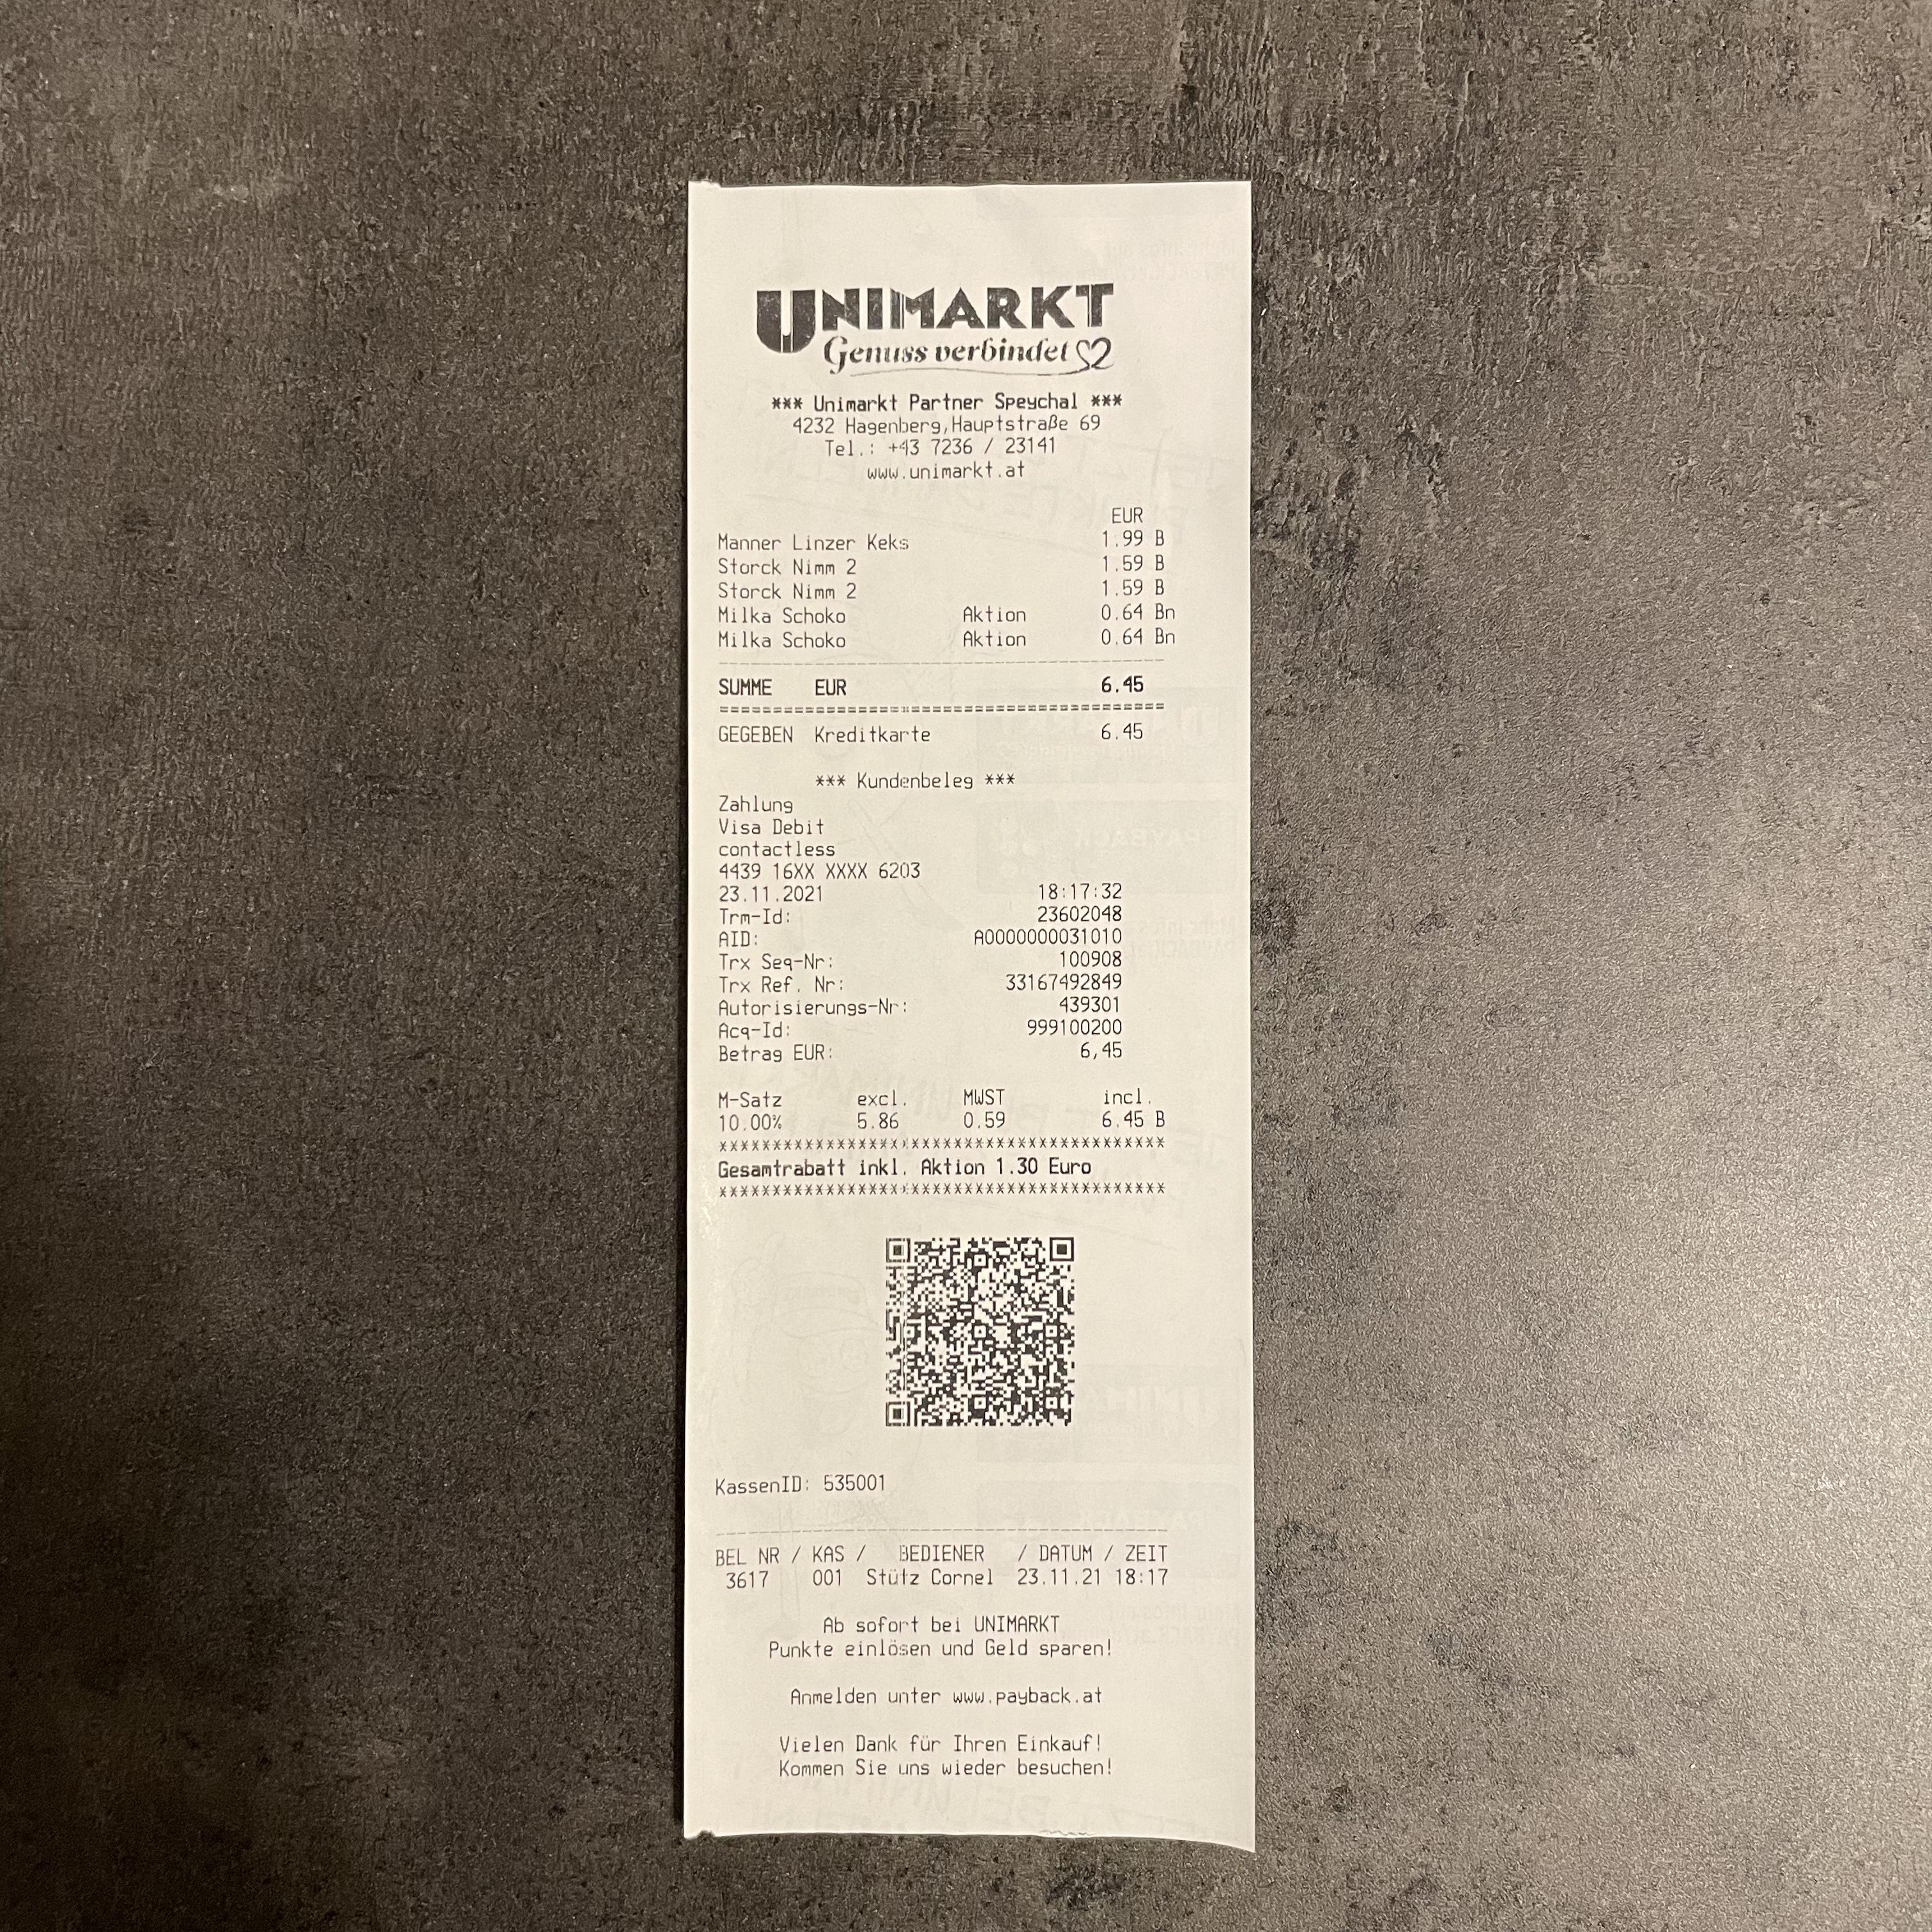 UNIMARKT
Genuss verbindet
*** Unimarkt Partner Speychal ***
4232 Hagenberg,Hauptstraße 69
Tel.: +43 7236 / 23141
www.unimarkt.at
EUR
Manner Linzer Keks 1.99 B
Storck Nimm 2 1.59 B
Storck Nimm 2 1.59 B
Milka Schoko Aktion 0.64 Bn
Milka Schoko Aktion 0.64 Bn
SUMME EUR 6.45
GEGEBEN Kreditkarte 6.45
*** Kundenbeleg ***
Zahlung
Visa Debit
contactless
4439 16XX XXXX 6203
23.11.2021 18:17:32
Trm-Id: 23602048
AID: A0000000031010
Trx Seq-Nr: 100908
Trx Ref. Nr: 33167492849
Autorisierungs-Nr: 439301
Acq-Id: 999100200
Betrag EUR: 6,45
M-Satz excl. MWST incl.
10.00% 5.86 0.59 6.45 B
******************************************
Gesamtrabatt inkl. Aktion 1.30 Euro
******************************************
KassenID: 535001
BEL NR / KAS / BEDIENER / DATUM / ZEIT
3617 001 Stütz Cornel 23.11.21 18:17
Ab sofort bei UNIMARKT
Punkte einlösen und Geld sparen!
Anmelden unter www.payback.at
Vielen Dank für Ihren Einkauf!
Kommen Sie uns wieder besuchen!